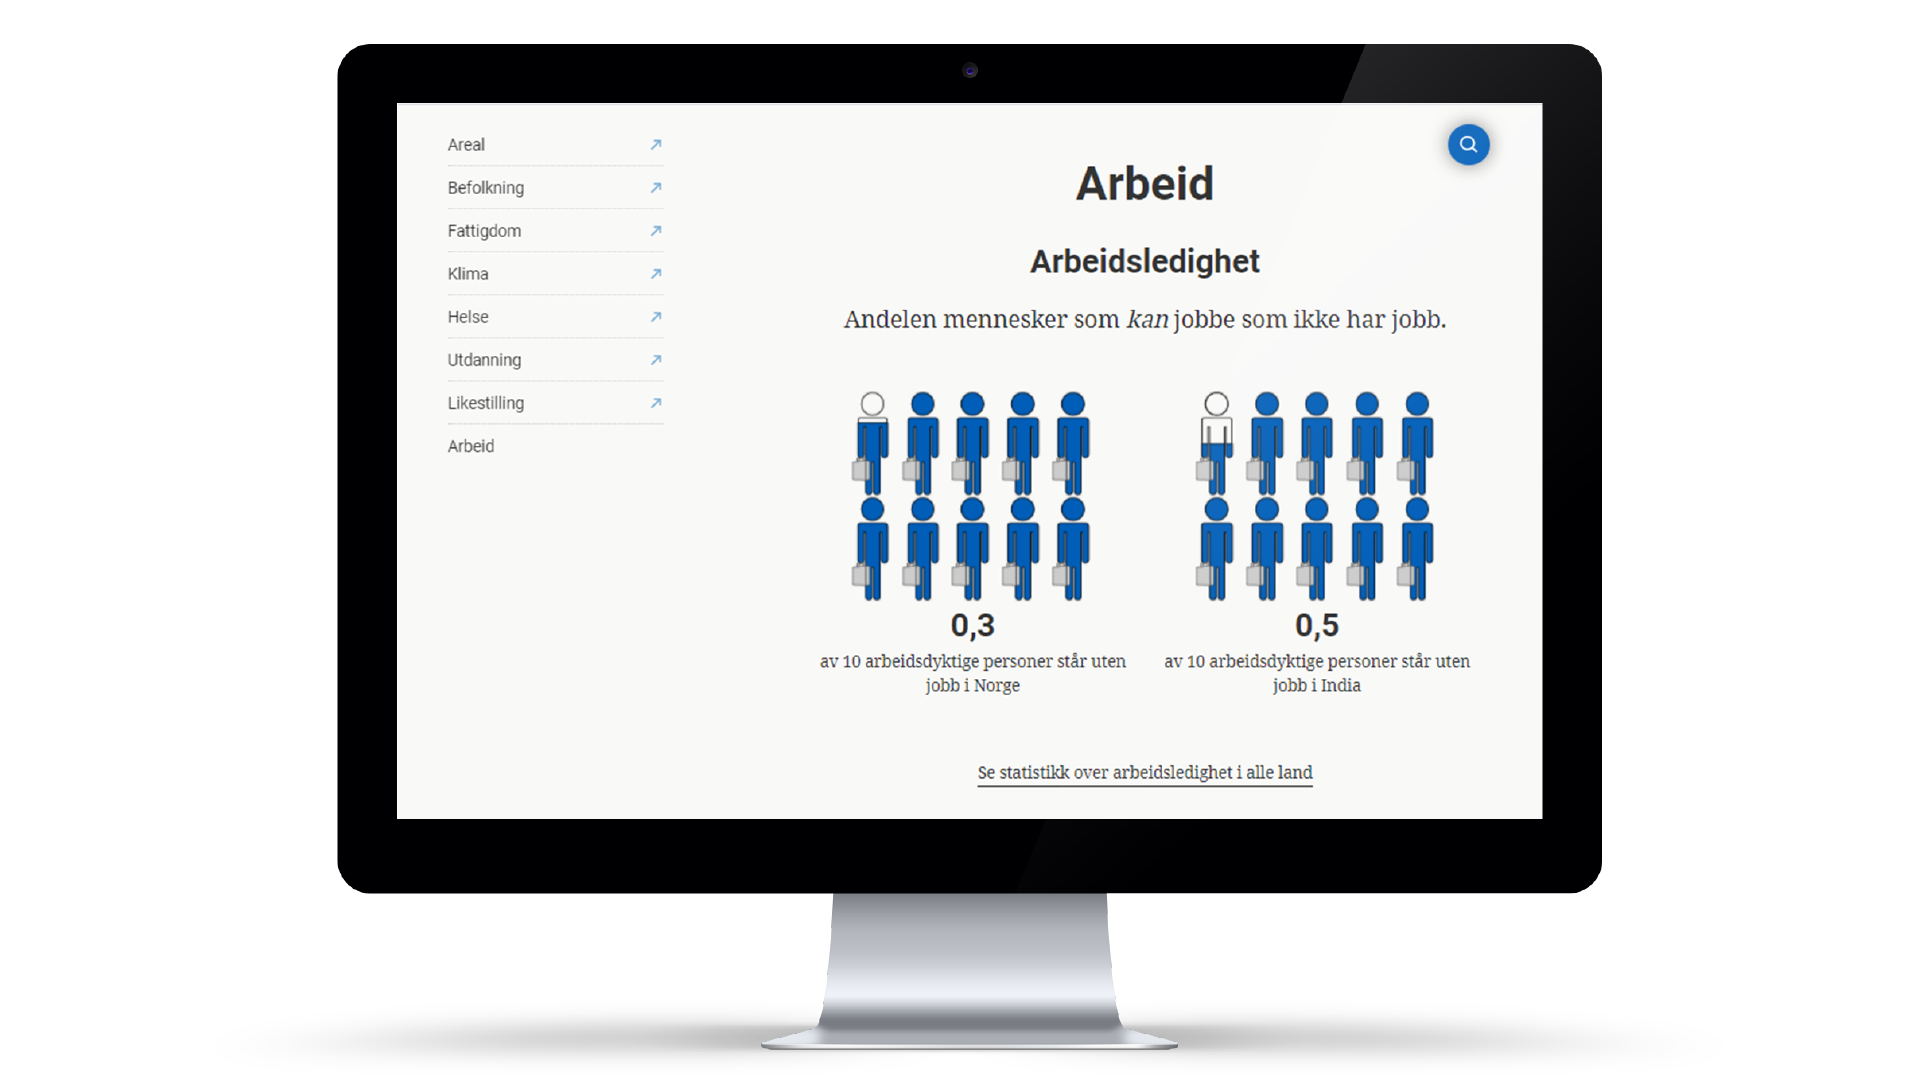 Areal
Befolkning
Fattigdom
Klima
Helse
Utdanning
Likestilling
Arbeid
Arbeid
Arbeidsledighet
Andelen mennesker som kan jobbe som ikke har jobb.
0,3
av 10 arbeidsdyktige personer står uten
jobb i Norge
0,5
av 10 arbeidsdyktige personer står uten
jobb i India
Se statistikk over arbeidsledighet i alle land